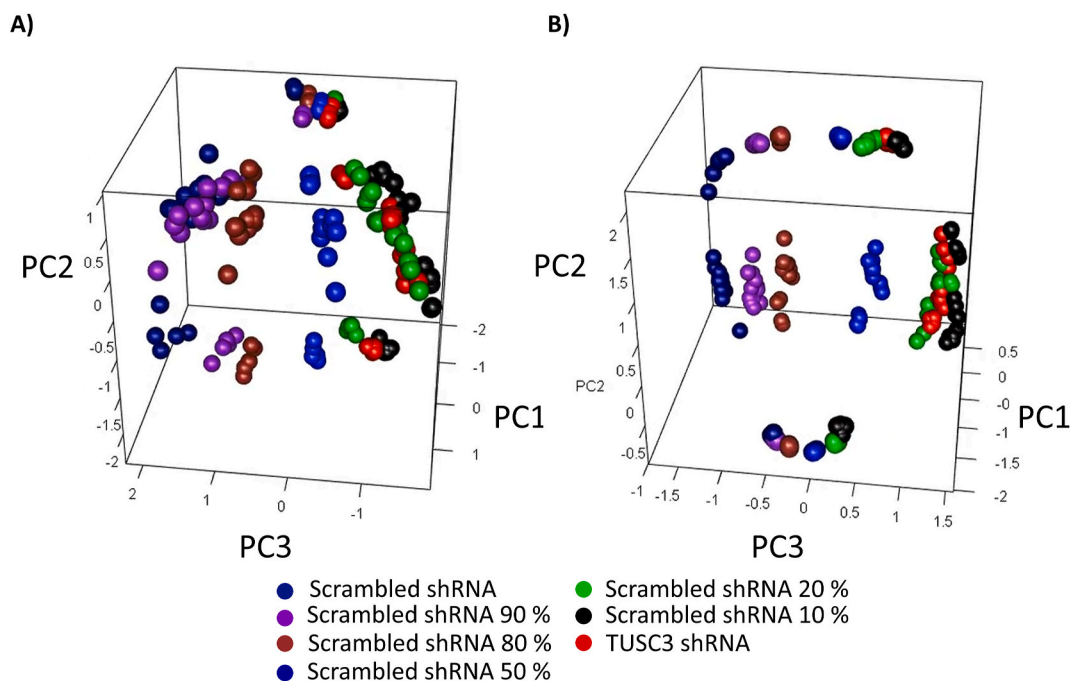 A)
B)
PC2
1
0.5
0
-0.5
-1
-1.5
-2
2
1
0
-1
PC3
-2
-1
0
1
PC1
PC2
2
1.5
1
0.5
0
-0.5
PC2
-1
-1.5
-1
-0.5
0
0.5
1
1.5
PC3
0.5
0
-0
-1
-1.5
-2
PC1
Scrambled shRNA
Scrambled shRNA 90 %
Scrambled shRNA 80 %
Scrambled shRNA 50 %
Scrambled shRNA 20 %
Scrambled shRNA 10 %
TUSC3 shRNA